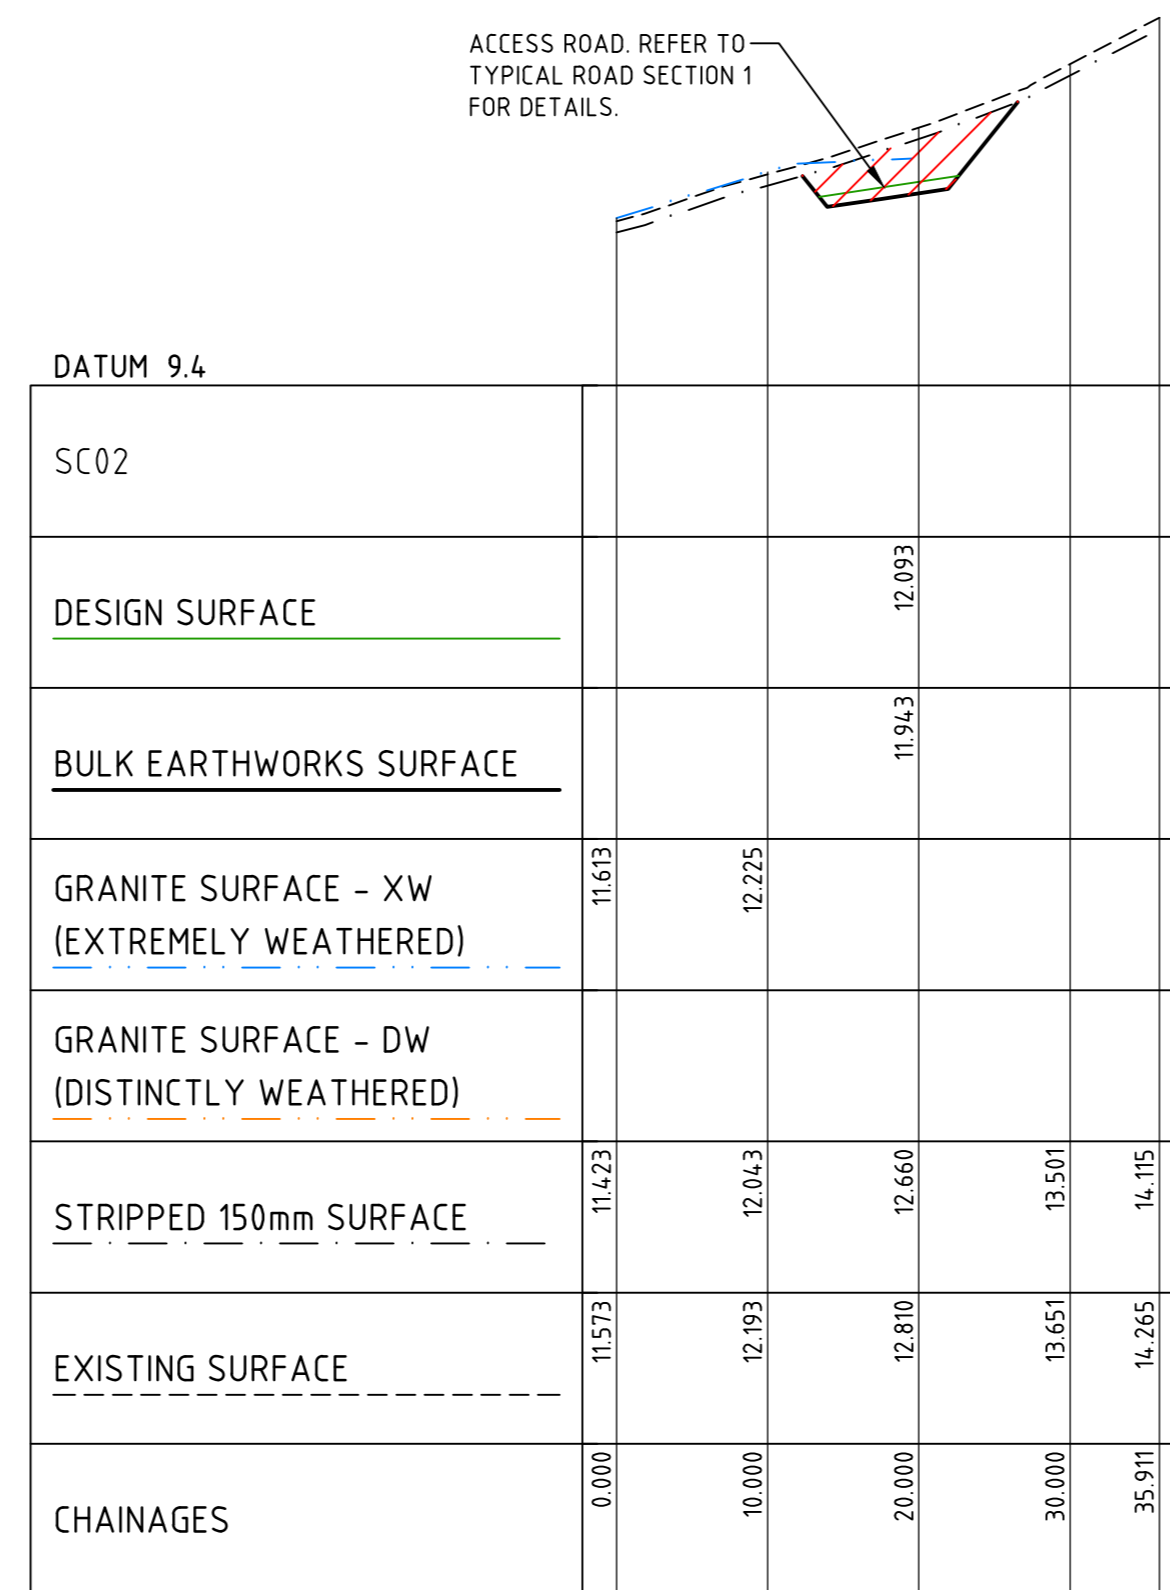 ACCESS ROAD. REFER TO
TYPICAL ROAD SECTION 1
FOR DETAILS.
DATUM 9.4
SC02
DESIGN SURFACE
12.093
BULK EARTHWORKS SURFACE
11.943
GRANITE SURFACE - XW
(EXTREMELY WEATHERED)
11.613
12.225
GRANITE SURFACE - DW
(DISTINCTLY WEATHERED)
STRIPPED 150mm SURFACE
11.423
12.043
12.660
13.501
14.115
EXISTING SURFACE
11.573
12.193
12.810
13.651
14.265
CHAINAGES
0.000
10.000
20.000
30.000
35.911